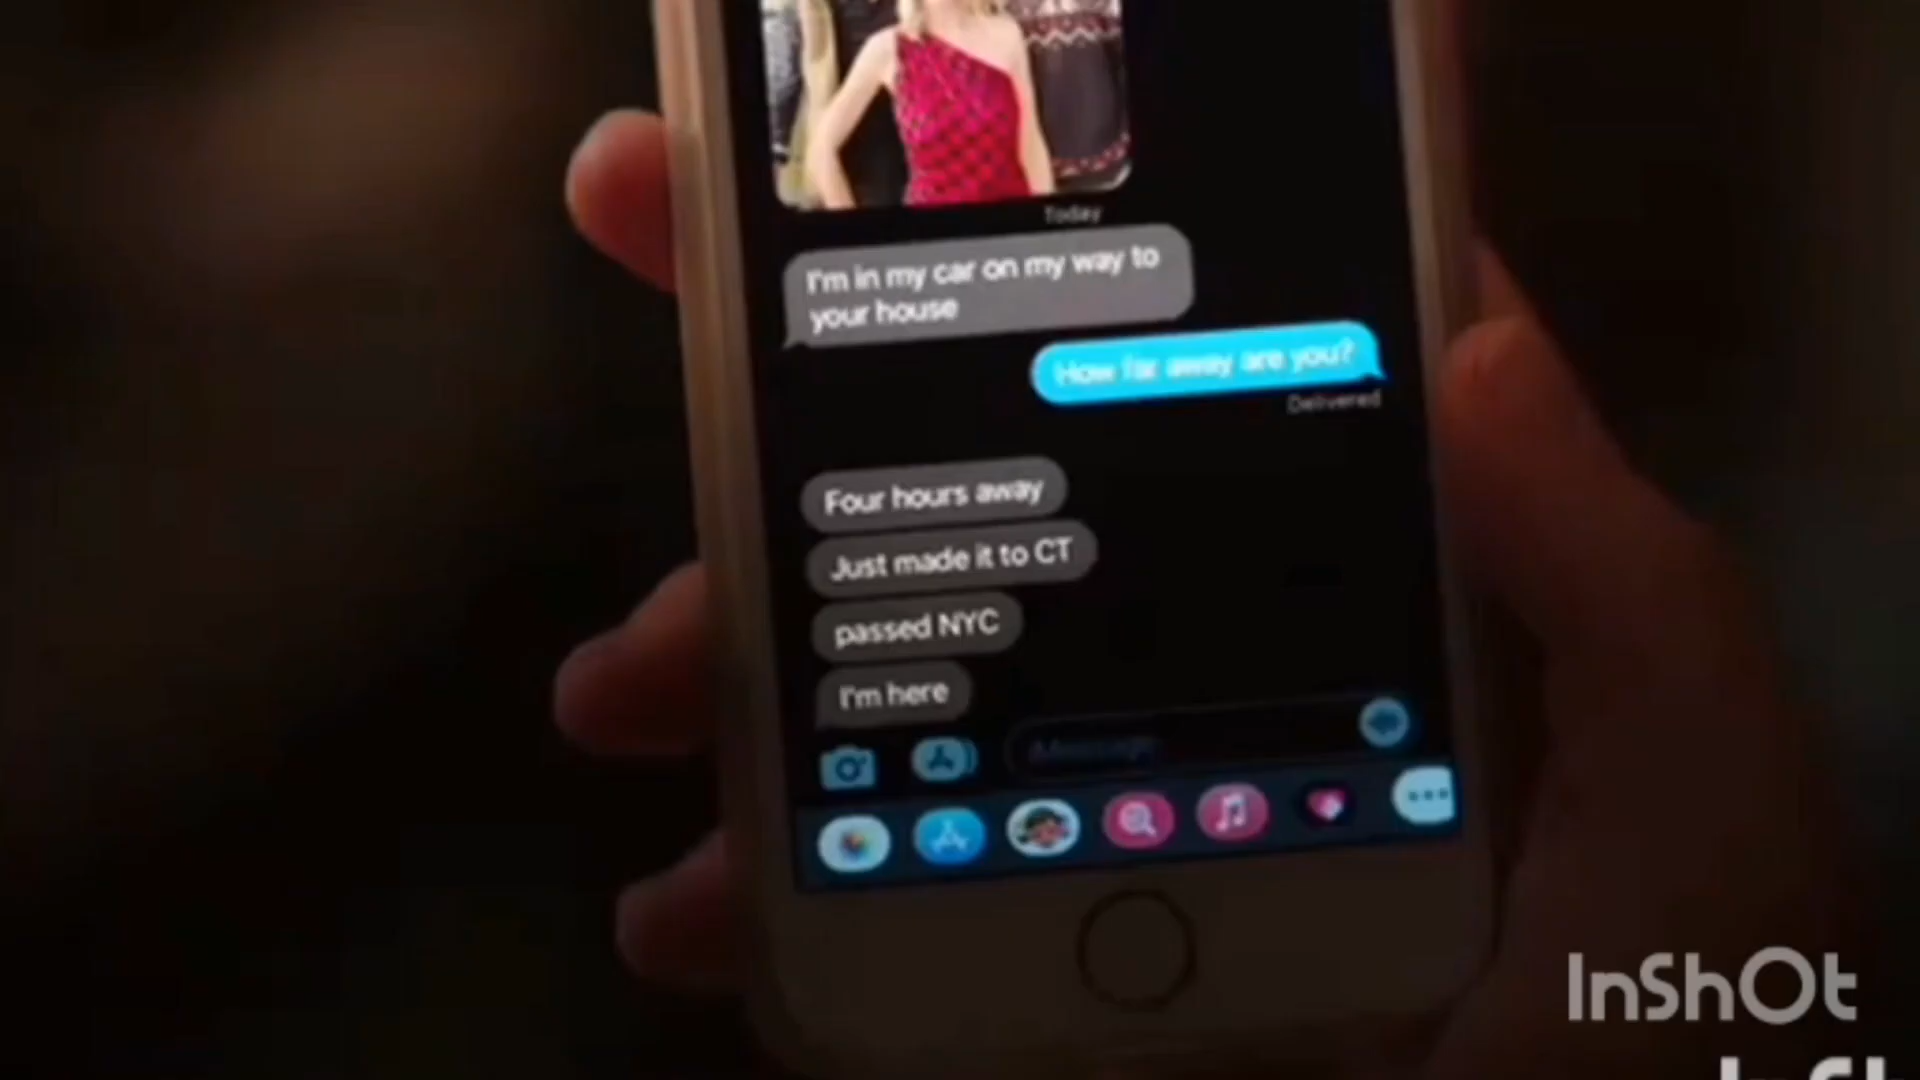 Today
I'm in my car on my way to
your house
How far away are you?
Delivered
Four hours away
Just made it to CT
passed NYC
I'm here
iMessage
InShOt